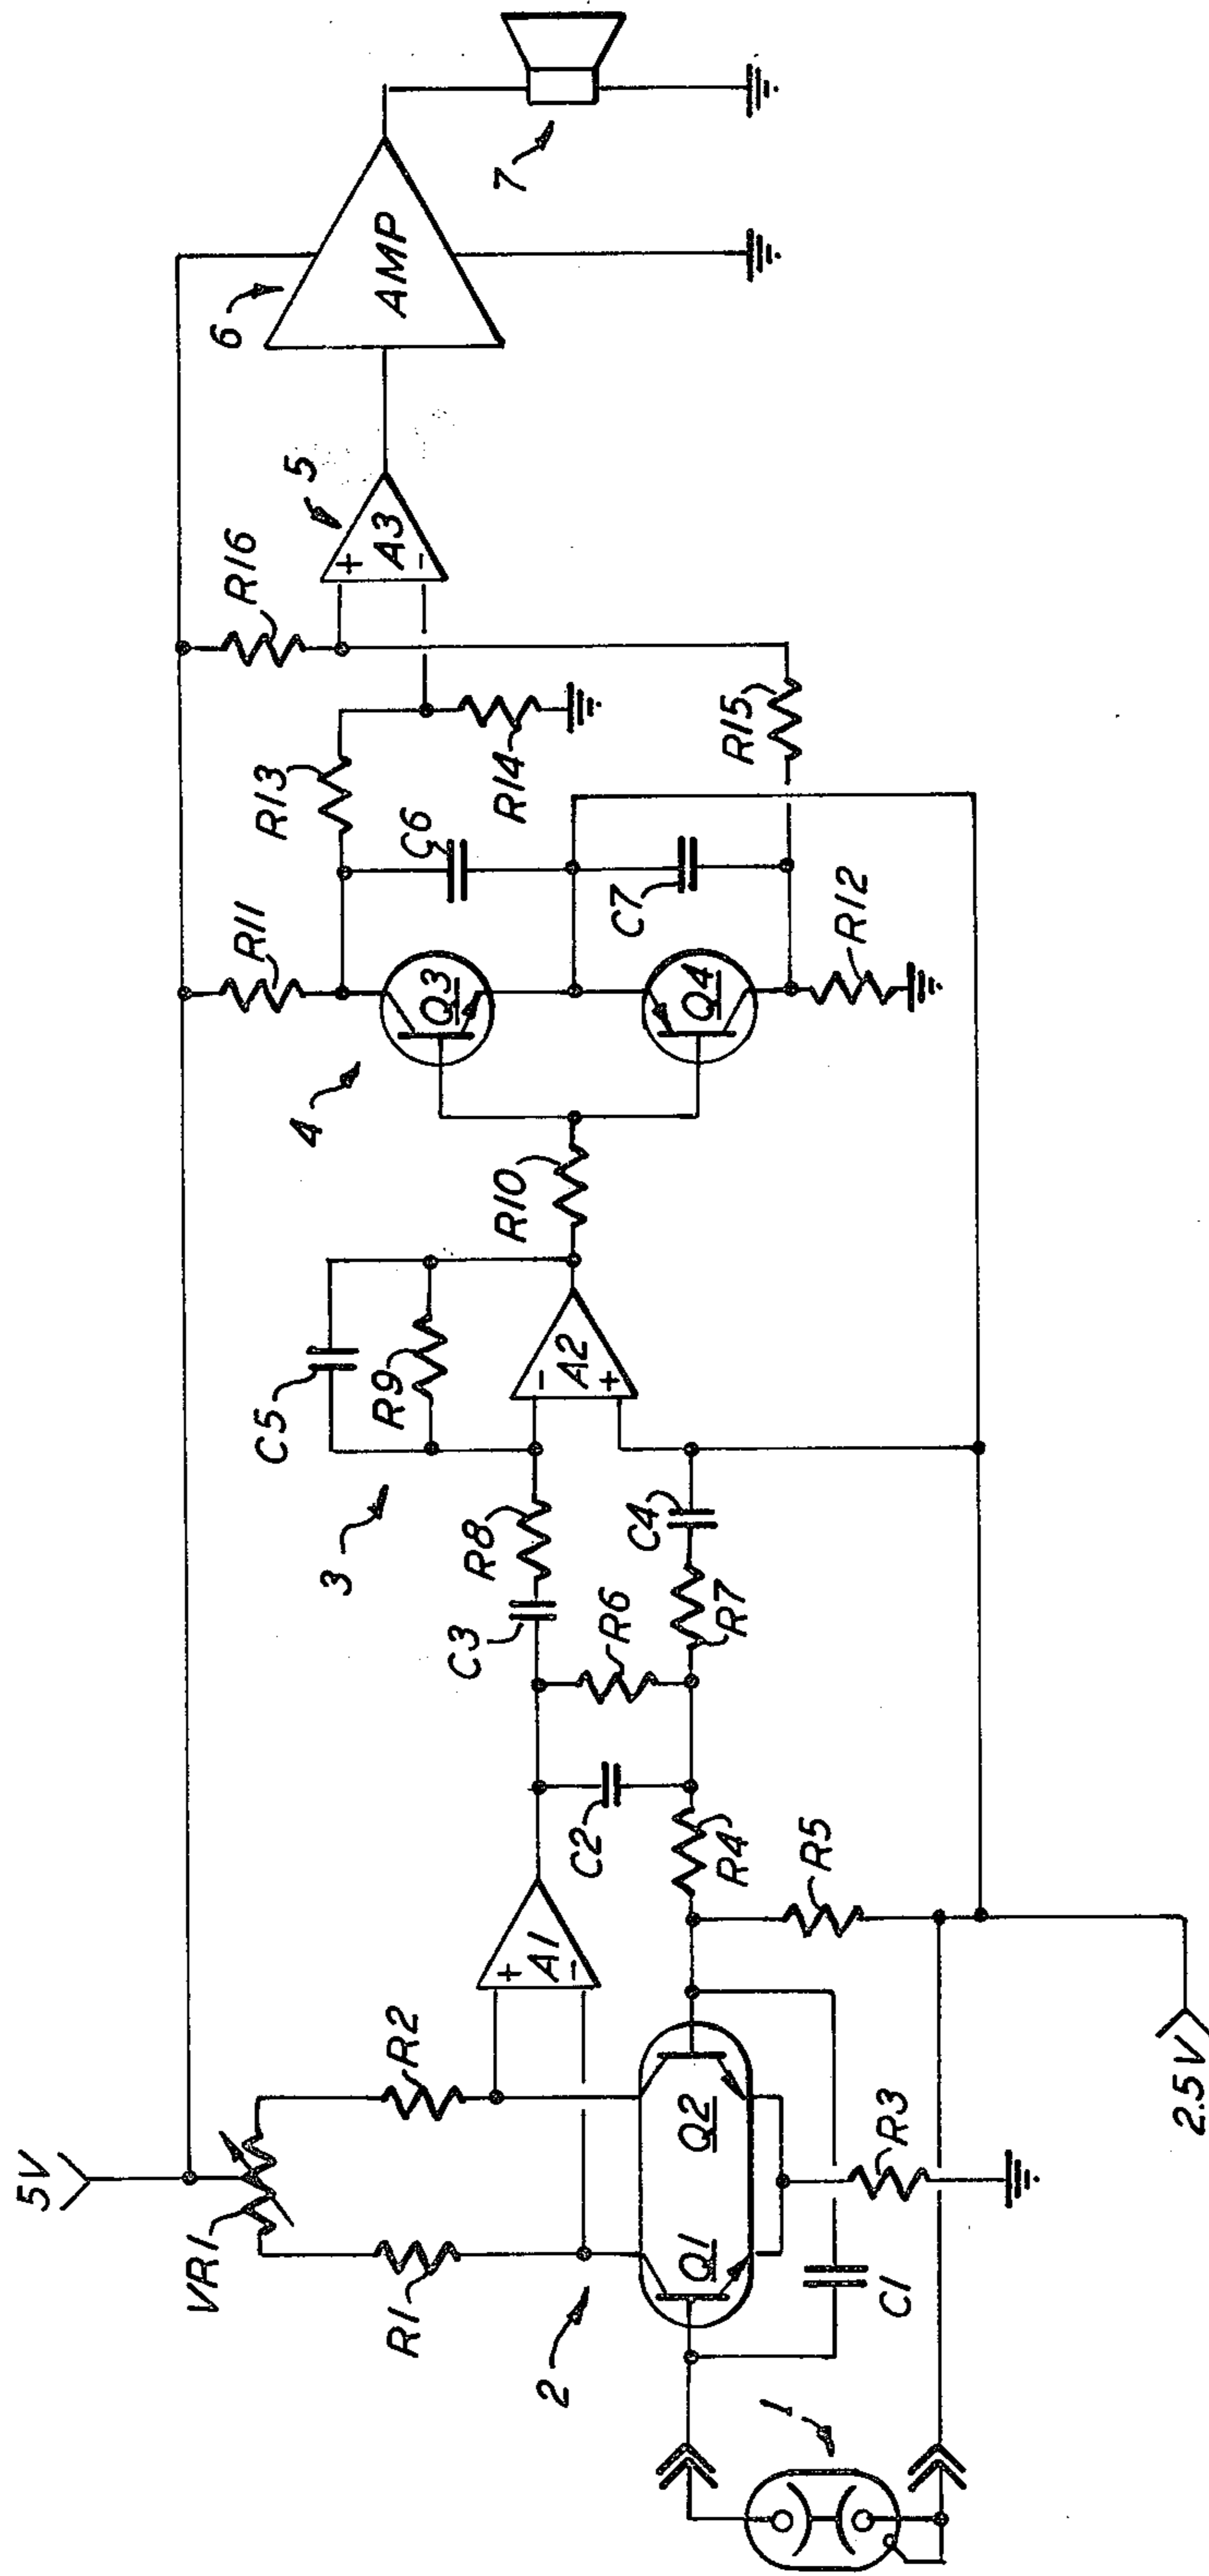 5V
VR1
R1
R2
2
A1
+
-
Q1
Q2
C1
R3
1
2.5V
R4
R5
C2
R6
C3
R8
R7
C4
3
C5
R9
A2
-
+
R10
4
Q3
Q4
R11
R12
C6
C7
R13
R14
R15
R16
5
A3
+
-
6
AMP
7